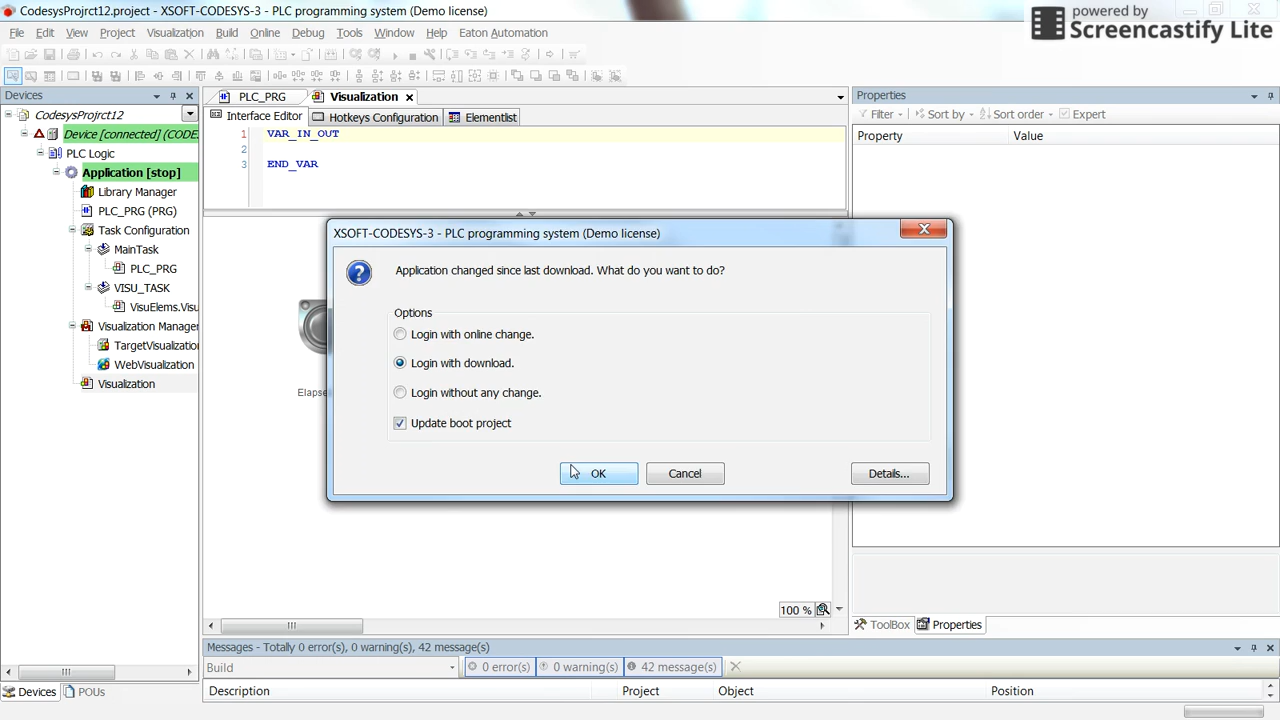 CodesysProjrct12.project - XSOFT-CODESYS-3 - PLC programming system (Demo license)
powered by
Screencastify Lite
File Edit View Project Visualization Build Online Debug Tools Window Help Eaton Automation
Devices
PLC_PRG Visualization
Properties
CodesysProjrct12
Interface Editor Hotkeys Configuration Elementlist
Filter Sort by Sort order Expert
Device [connected] (CODE.
1 VAR_IN_OUT
Property Value
PLC Logic
2
Application [stop]
3 END_VAR
Library Manager
PLC_PRG (PRG)
Task Configuration
XSOFT-CODESYS-3 - PLC programming system (Demo license)
MainTask
PLC_PRG
Application changed since last download. What do you want to do?
VISU_TASK
VisuElems.Visu
Options
Visualization Manager
Login with online change.
TargetVisualizatio
WebVisualization
Login with download.
Visualization
Elapse
Login without any change.
Update boot project
OK Cancel Details...
100 %
ToolBox Properties
Messages - Totally 0 error(s), 0 warning(s), 42 message(s)
Build 0 error(s) 0 warning(s) 42 message(s)
Devices POUs
Description Project Object Position